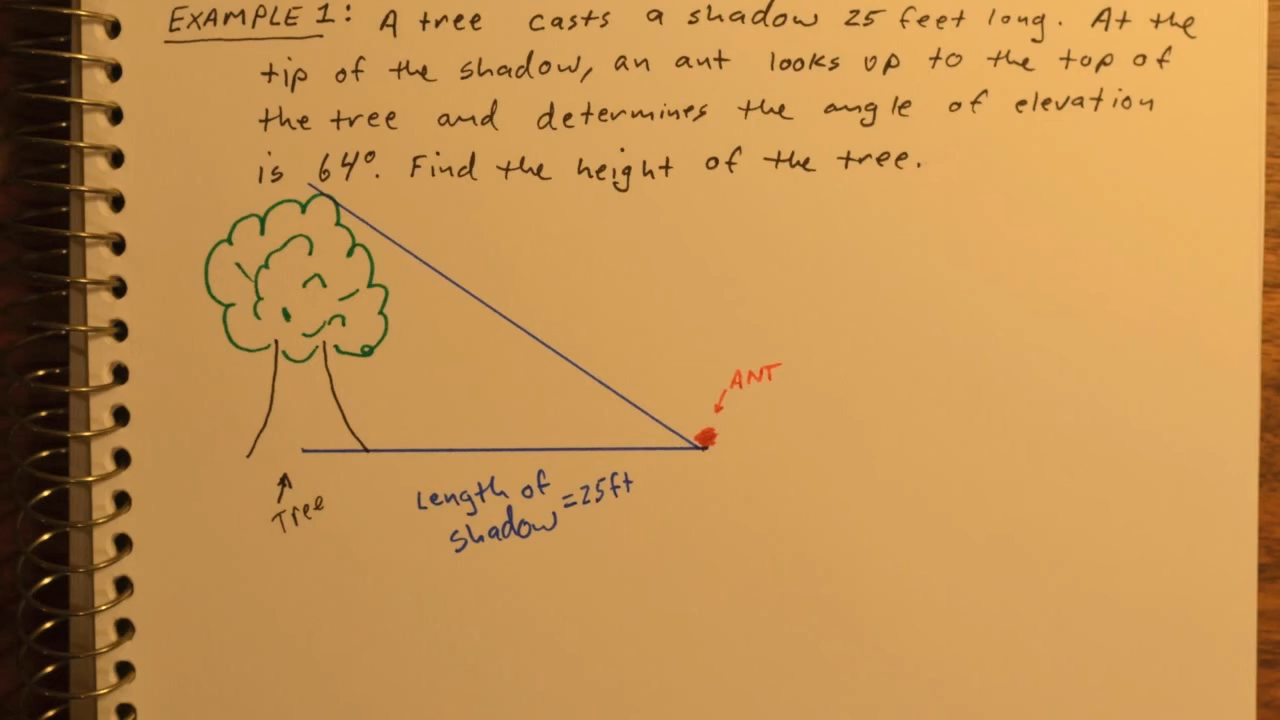 EXAMPLE 1: A tree casts a shadow 25 feet long. At the
tip of the shadow, an ant looks up to the top of
the tree and determines the angle of elevation
is 64°. Find the height of the tree.
ANT
Length of
shadow =25ft
Tree